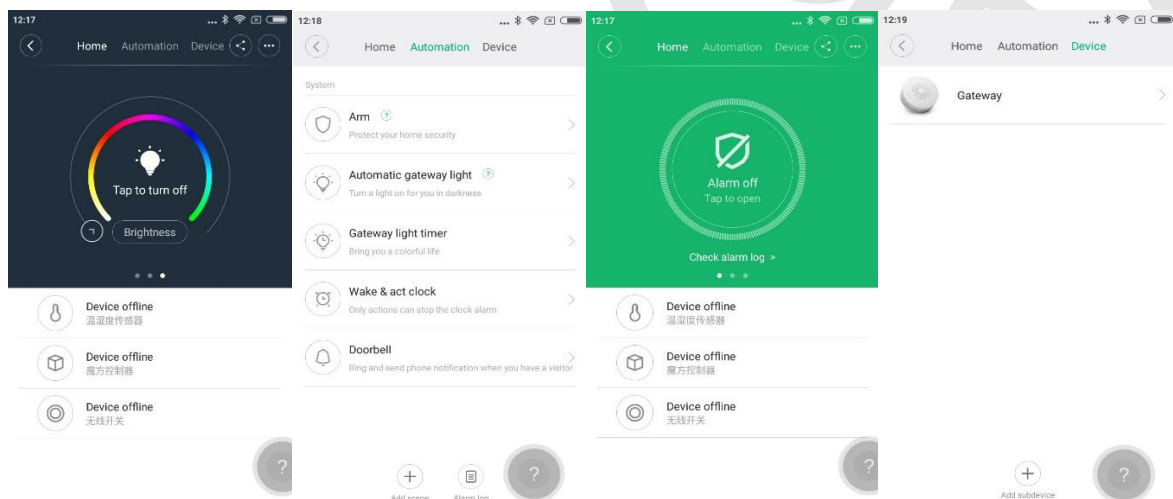 12:17
Home Automation Device
Tap to turn off
Brightness
Device offline
温湿度传感器
Device offline
魔方控制器
Device offline
无线开关
?
12:18
Home Automation Device
System
Arm ?
Protect your home security
Automatic gateway light ?
Turn a light on for you in darkness
Gateway light timer
Bring you a colorful life
Wake & act clock
Only actions can stop the clock alarm
Doorbell
Ring and send phone notification when you have a visitor
Add scene Alarm log
?
12:17
Home Automation Device
Alarm off
Tap to open
Check alarm log >
Device offline
温湿度传感器
Device offline
魔方控制器
Device offline
无线开关
?
12:19
Home Automation Device
Gateway
Add subdevice
?